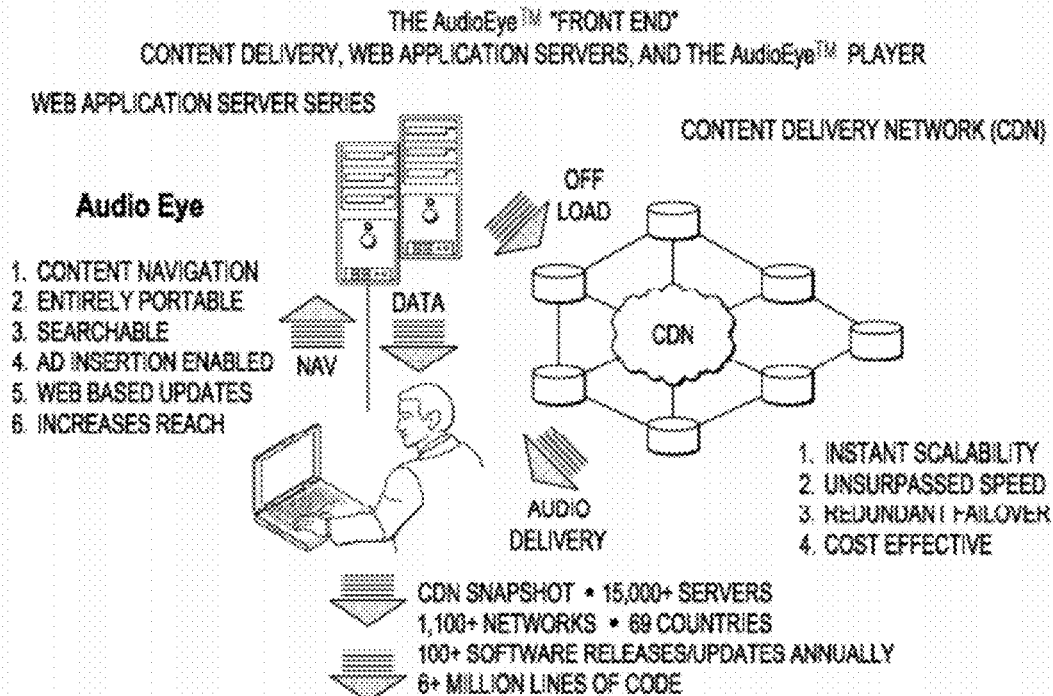 THE AudioEye™ "FRONT END"
CONTENT DELIVERY, WEB APPLICATION SERVERS, AND THE AudioEye™ PLAYER
WEB APPLICATION SERVER SERIES
CONTENT DELIVERY NETWORK (CDN)
Audio Eye
1. CONTENT NAVIGATION
2. ENTIRELY PORTABLE
3. SEARCHABLE
4. AD INSERTION ENABLED
5. WEB BASED UPDATES
6. INCREASES REACH
NAV
DATA
OFF
LOAD
CDN
AUDIO
DELIVERY
1. INSTANT SCALABILITY
2. UNSURPASSED SPEED
3. REDUNDANT FAILOVER
4. COST EFFECTIVE
CDN SNAPSHOT • 15,000+ SERVERS
1,100+ NETWORKS • 69 COUNTRIES
100+ SOFTWARE RELEASES/UPDATES ANNUALLY
6+ MILLION LINES OF CODE